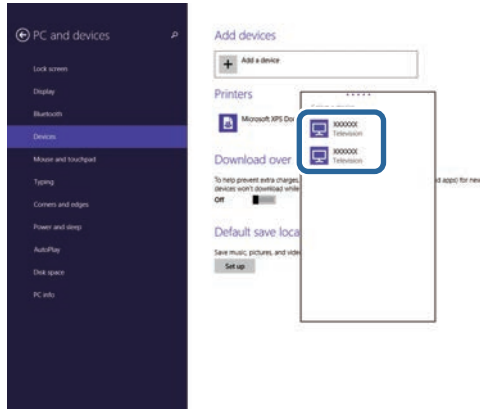 PC and devices
Lock screen
Display
Bluetooth
Devices
Mouse and touchpad
Typing
Corners and edges
Power and sleep
AutoPlay
Disk space
PC info
Add devices
Add a device
Printers
Microsoft XPS Do
Download over
To help prevent extra charges,
d apps) for new
devices won't download while
Off
Default save loca
Save music, pictures, and vide
Set up
XXXXXX
Television
XXXXXX
Television